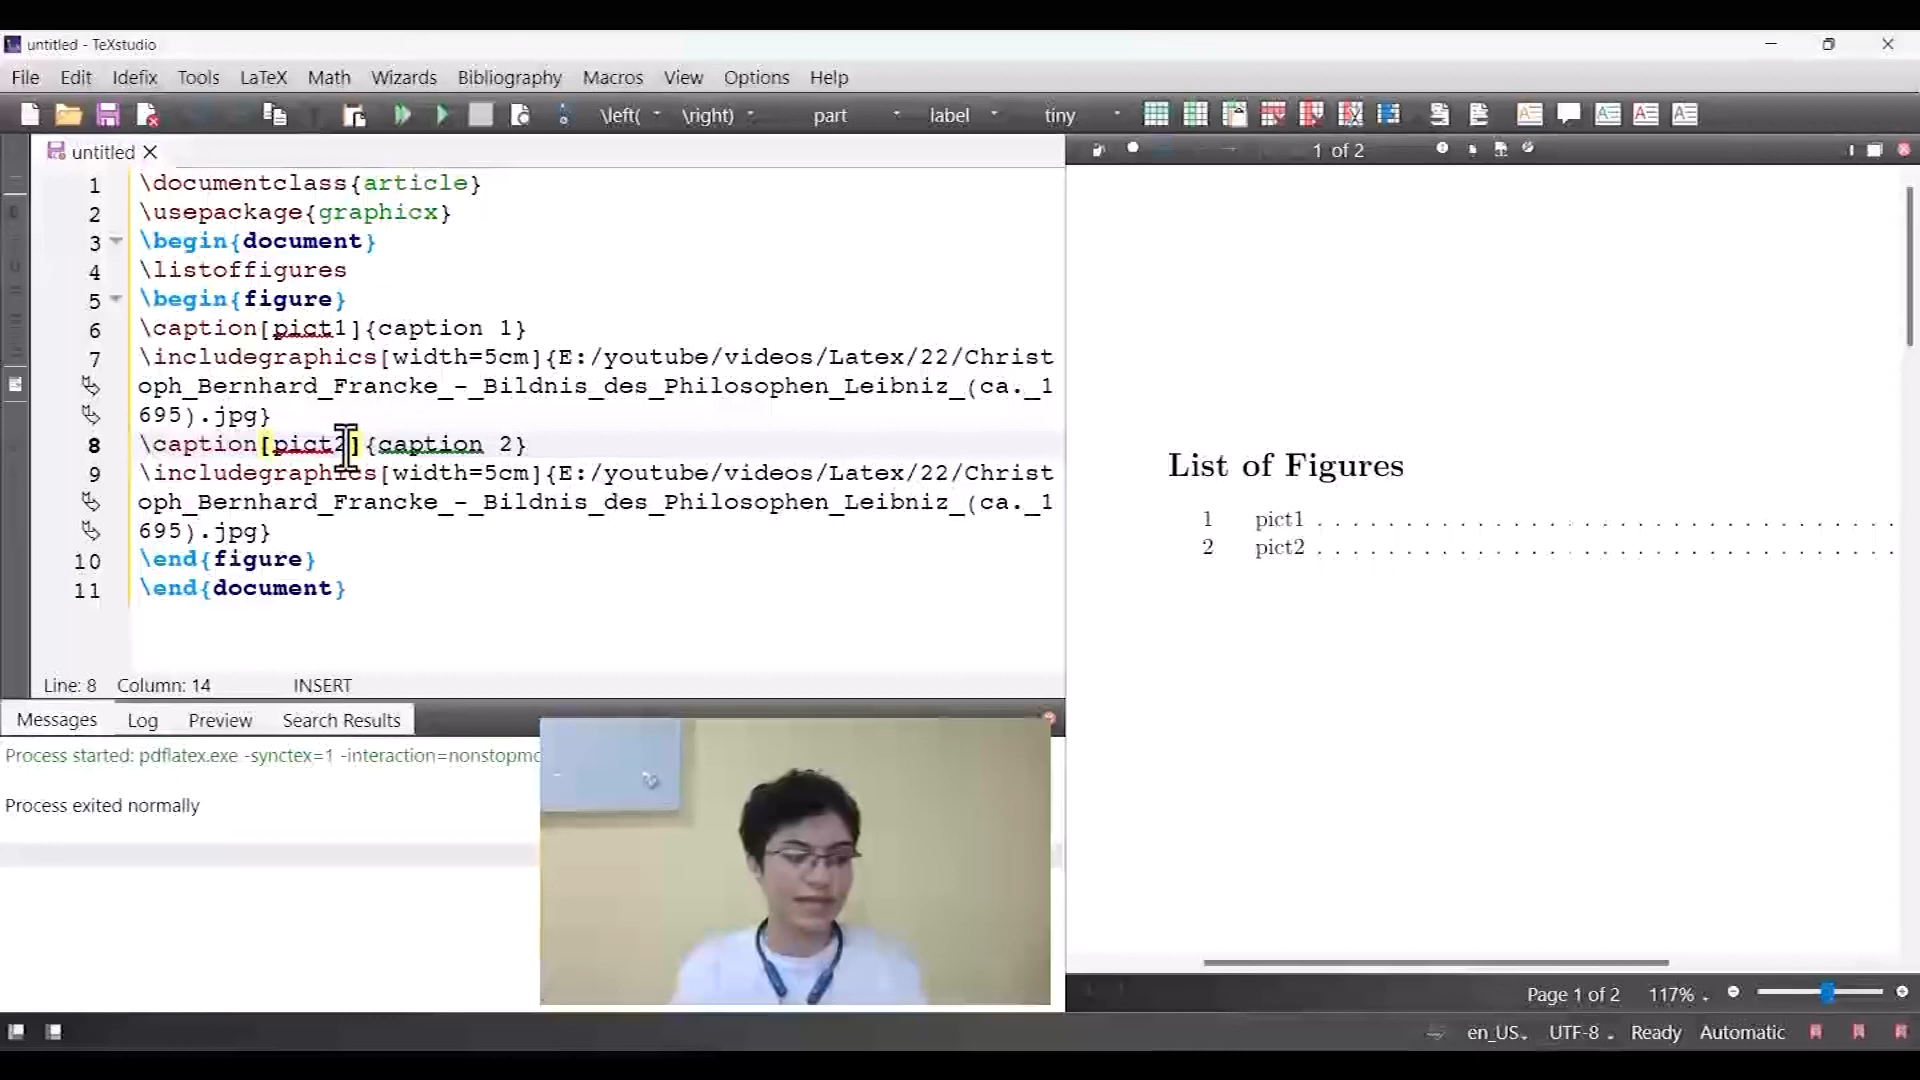 untitled - TeXstudio
File Edit Idefix Tools LaTeX Math Wizards Bibliography Macros View Options Help
\left( \right) part label tiny
untitled
1 of 2
1 \documentclass{article}
2 \usepackage{graphicx}
3 \begin{document}
4 \listoffigures
5 \begin{figure}
6 \caption[pict1]{caption 1}
7 \includegraphics[width=5cm]{E:/youtube/videos/Latex/22/Christ
oph_Bernhard_Francke_-_Bildnis_des_Philosophen_Leibniz_(ca._1
695).jpg}
8 \caption[pict2]{caption 2}
9 \includegraphics[width=5cm]{E:/youtube/videos/Latex/22/Christ
oph_Bernhard_Francke_-_Bildnis_des_Philosophen_Leibniz_(ca._1
695).jpg}
10 \end{figure}
11 \end{document}
Line: 8 Column: 14 INSERT
Messages Log Preview Search Results
Process started: pdflatex.exe -synctex=1 -interaction=nonstopmo
Process exited normally
List of Figures
1 pict1 . . . . . . . . . . . . . . . . . . . . . . . . . . . . . . . . .
2 pict2 . . . . . . . . . . . . . . . . . . . . . . . . . . . . . . . . .
Page 1 of 2 117%
en_US UTF-8 Ready Automatic